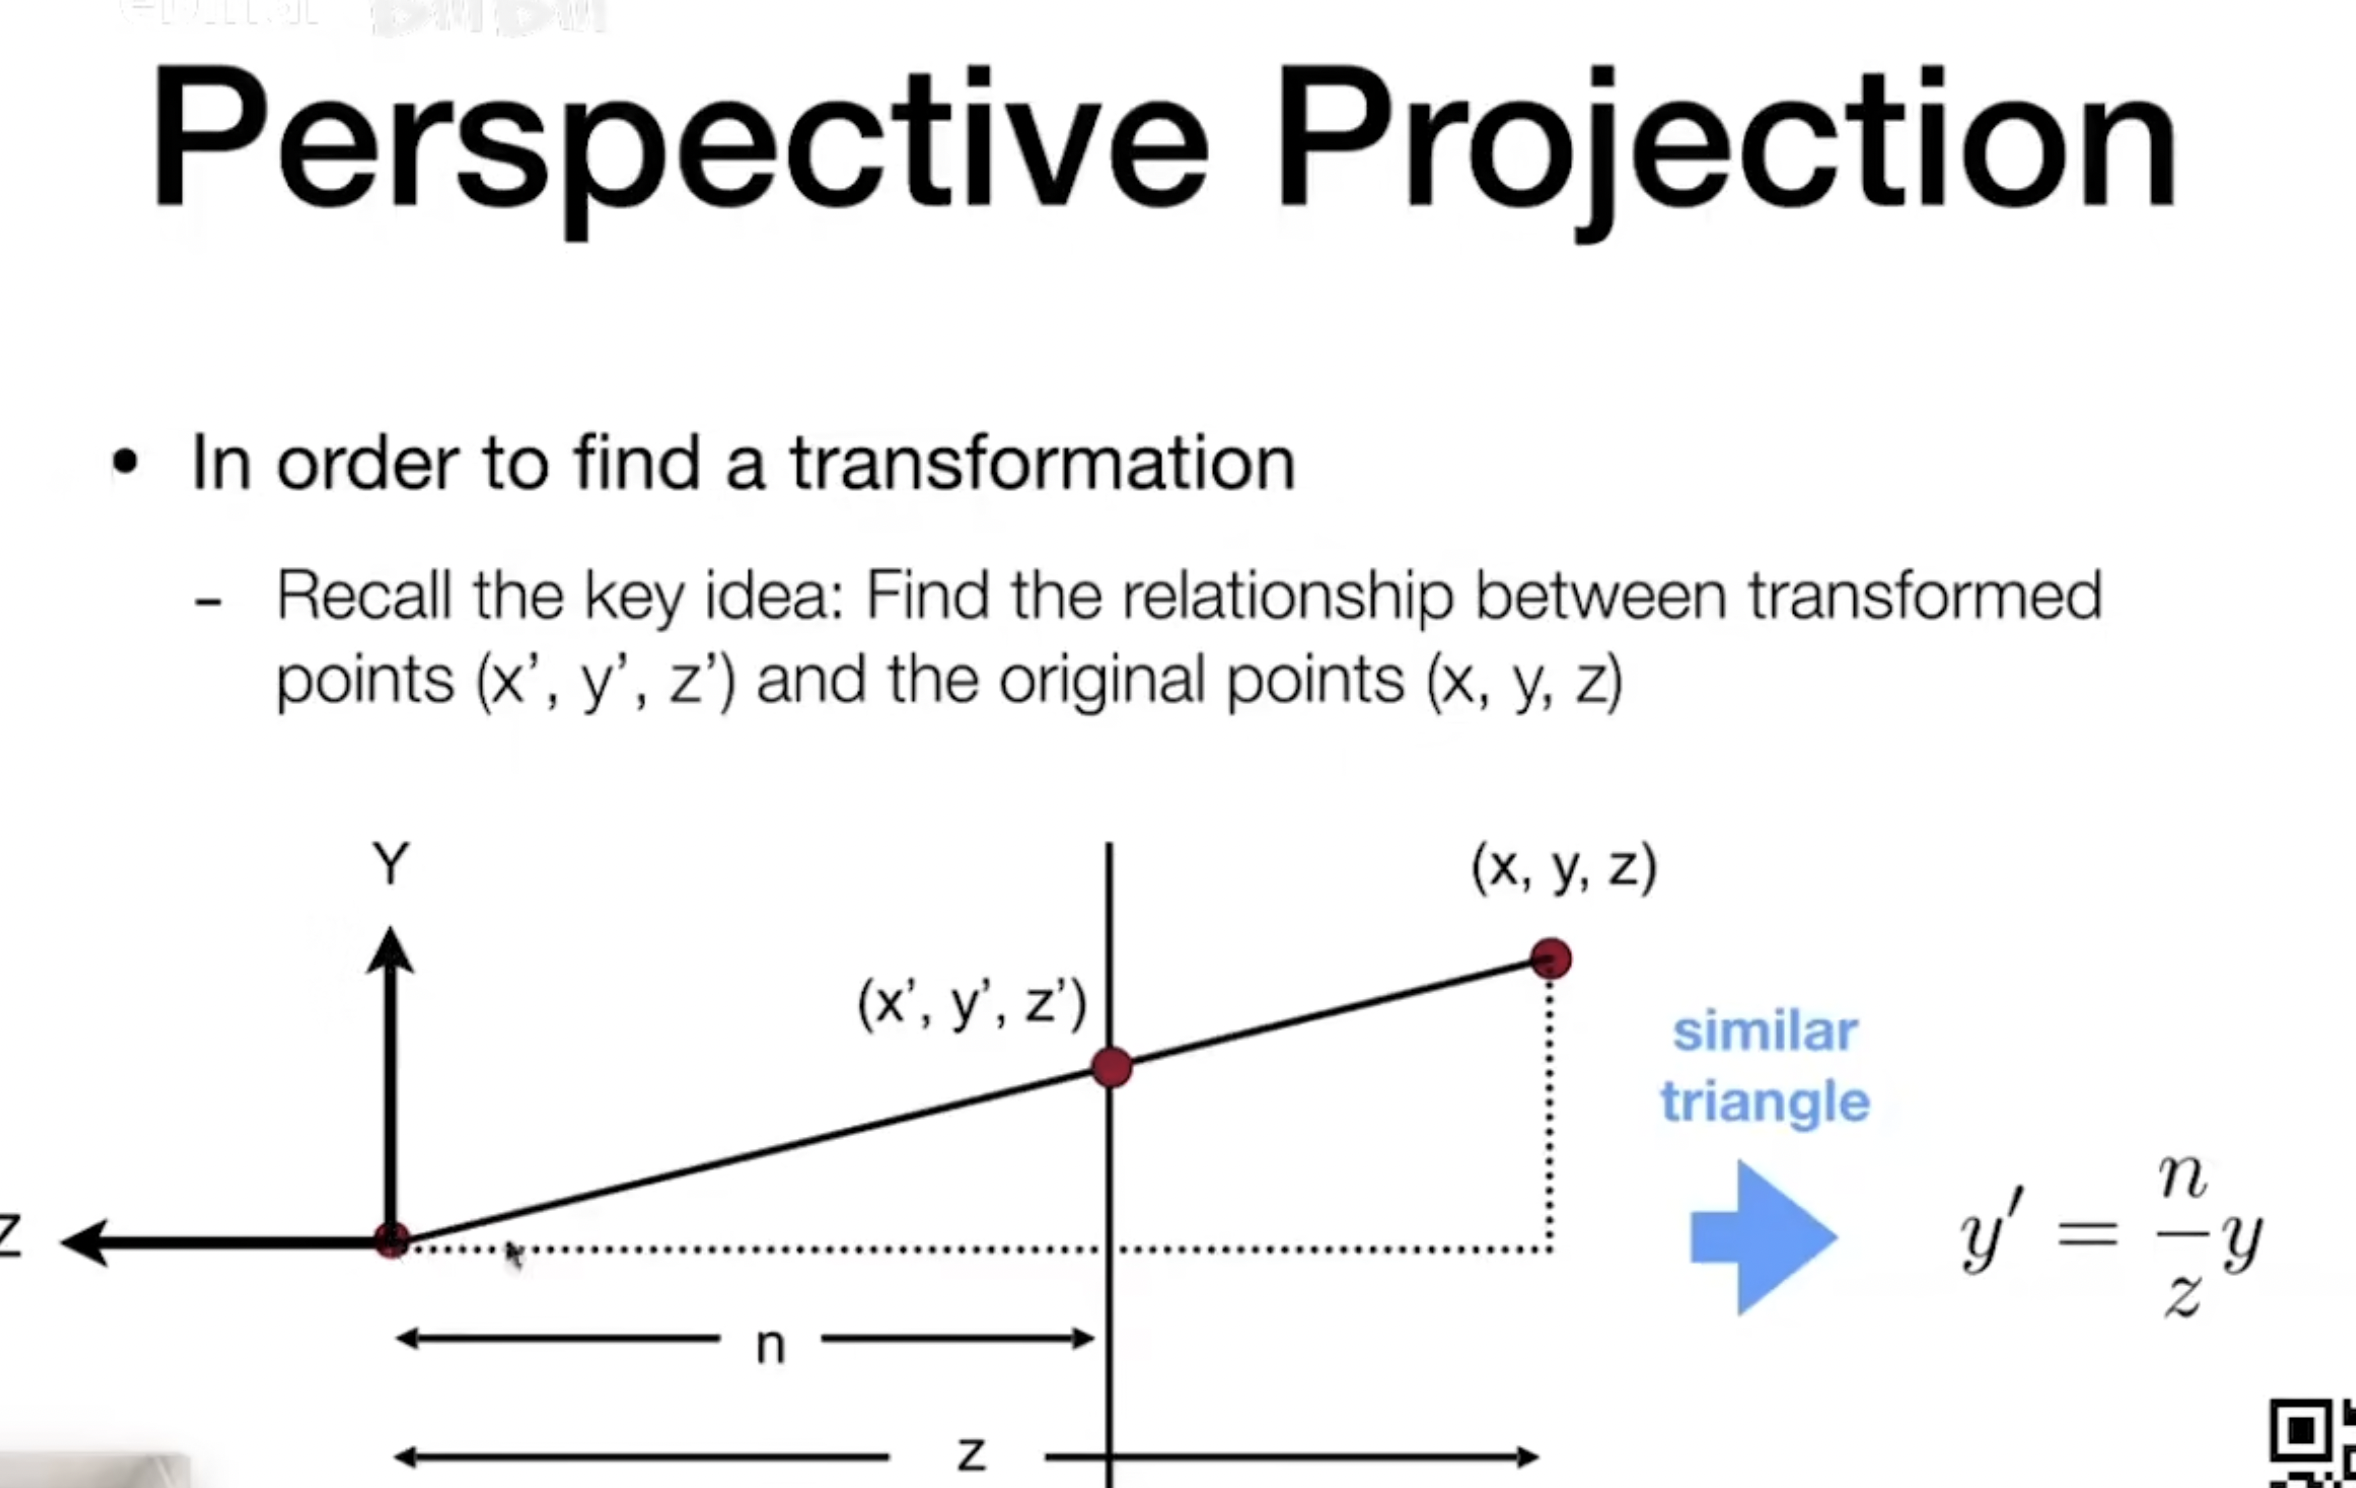 Perspective Projection
• In order to find a transformation
- Recall the key idea: Find the relationship between transformed
points (x’, y’, z’) and the original points (x, y, z)
Y
(x, y, z)
(x’, y’, z’)
similar
triangle
z
y′ = n/z y
n
z